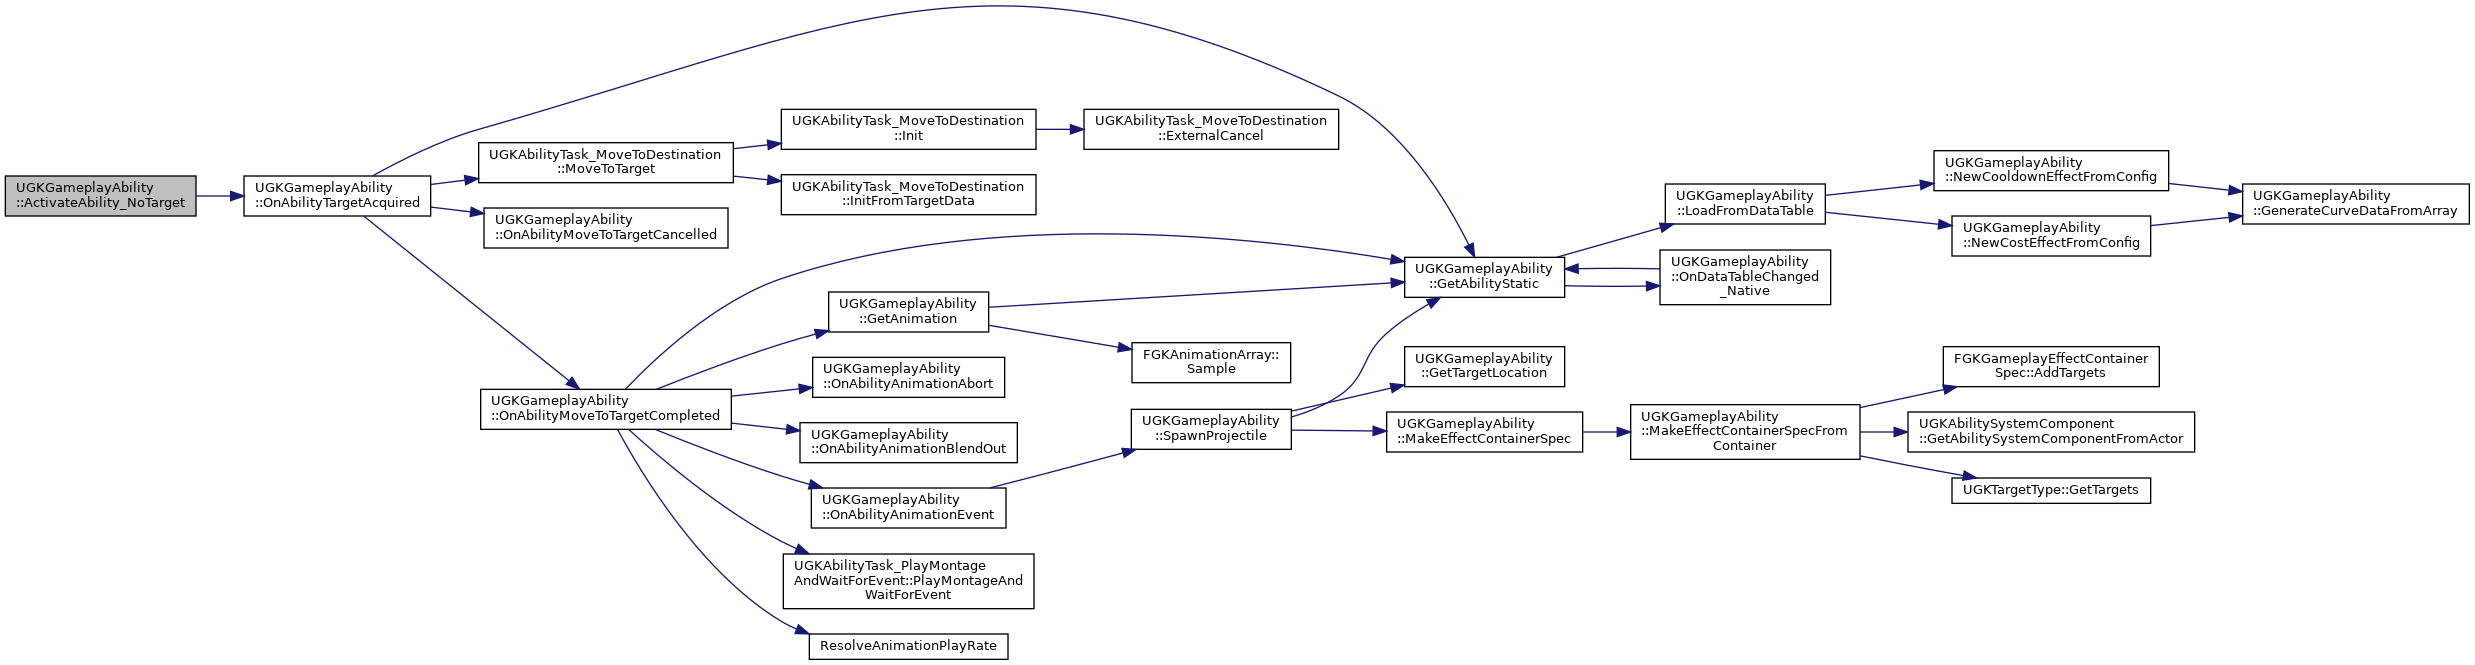 UGKGameplayAbility
::ActivateAbility_NoTarget
UGKGameplayAbility
::OnAbilityTargetAcquired
UGKAbilityTask_MoveToDestination
::MoveToTarget
UGKGameplayAbility
::OnAbilityMoveToTargetCancelled
UGKGameplayAbility
::OnAbilityMoveToTargetCompleted
UGKAbilityTask_MoveToDestination
::Init
UGKAbilityTask_MoveToDestination
::InitFromTargetData
UGKAbilityTask_MoveToDestination
::ExternalCancel
UGKGameplayAbility
::GetAnimation
UGKGameplayAbility
::OnAbilityAnimationAbort
UGKGameplayAbility
::OnAbilityAnimationBlendOut
UGKGameplayAbility
::OnAbilityAnimationEvent
UGKAbilityTask_PlayMontage
AndWaitForEvent::PlayMontageAnd
WaitForEvent
ResolveAnimationPlayRate
FGKAnimationArray::
Sample
UGKGameplayAbility
::SpawnProjectile
UGKGameplayAbility
::GetAbilityStatic
UGKGameplayAbility
::GetTargetLocation
UGKGameplayAbility
::MakeEffectContainerSpec
UGKGameplayAbility
::LoadFromDataTable
UGKGameplayAbility
::OnDataTableChanged
_Native
UGKGameplayAbility
::MakeEffectContainerSpecFrom
Container
UGKGameplayAbility
::NewCooldownEffectFromConfig
UGKGameplayAbility
::NewCostEffectFromConfig
UGKGameplayAbility
::GenerateCurveDataFromArray
FGKGameplayEffectContainer
Spec::AddTargets
UGKAbilitySystemComponent
::GetAbilitySystemComponentFromActor
UGKTargetType::GetTargets